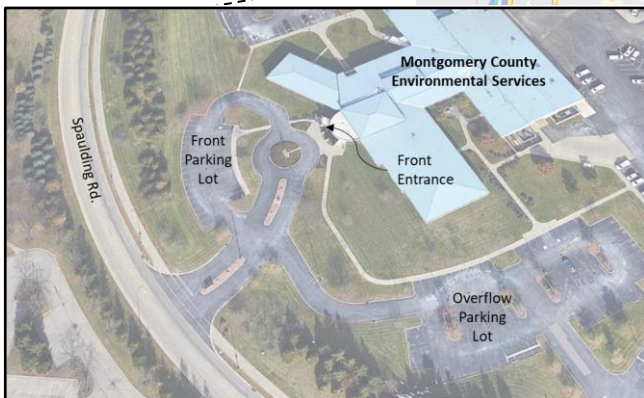 Montgomery County
Environmental Services
Spaulding Rd.
Front
Parking
Lot
Front
Entrance
Overflow
Parking
Lot